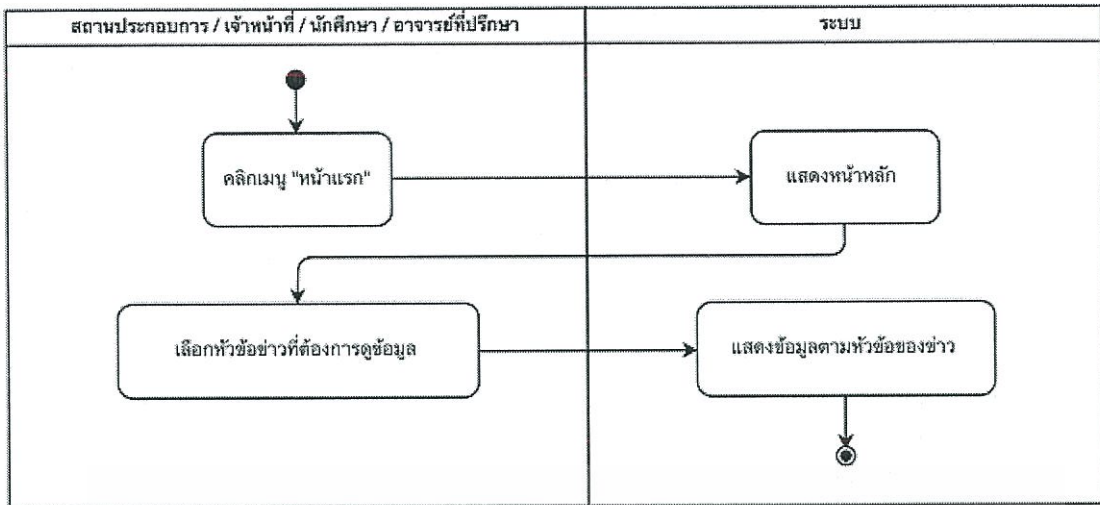 สถานประกอบการ / เจ้าหน้าที่ / นักศึกษา / อาจารย์ที่ปรึกษา
ระบบ
คลิกเมนู "หน้าแรก"
แสดงหน้าหลัก
เลือกหัวข้อข่าวที่ต้องการดูข้อมูล
แสดงข้อมูลตามหัวข้อของข่าว